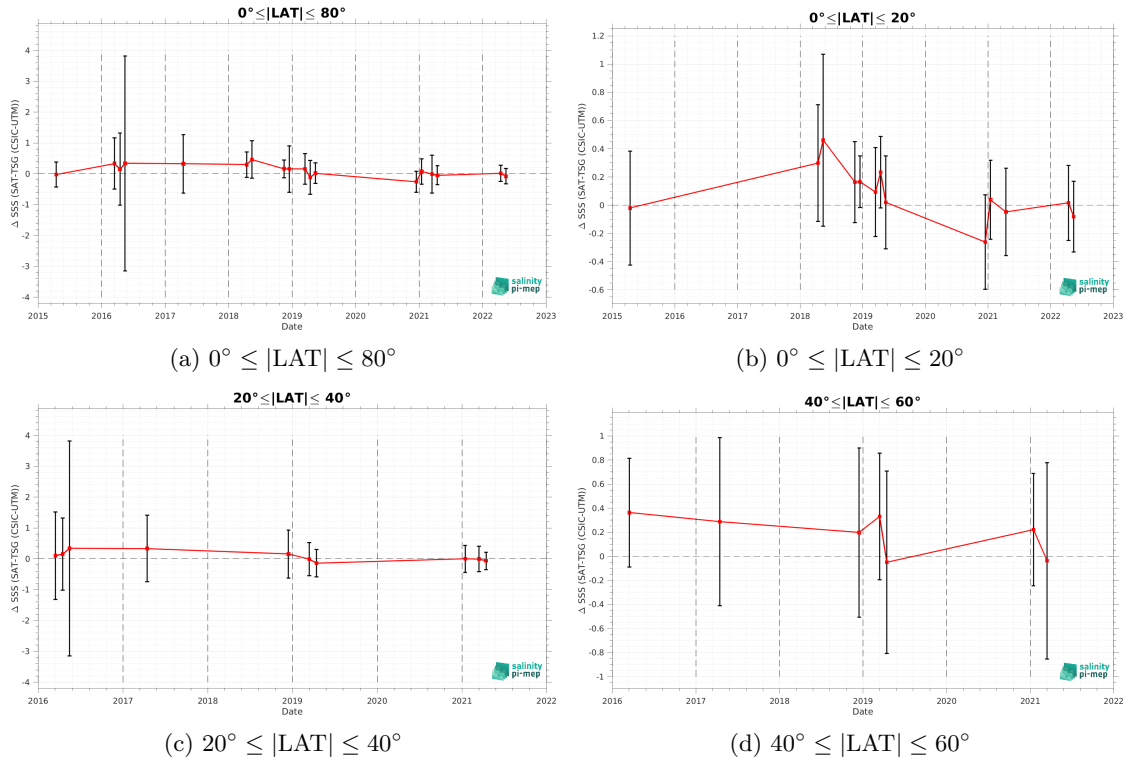 0°≤|LAT|≤ 80°
Δ SSS (SAT-TSG (CSIC-UTM))
4
3
2
1
0
-1
-2
-3
-4
2015 2016 2017 2018 2019 2020 2021 2022 2023
Date
salinity
pi-mep
(a) 0° ≤ |LAT| ≤ 80°
0°≤|LAT|≤ 20°
Δ SSS (SAT-TSG (CSIC-UTM))
1.2
1
0.8
0.6
0.4
0.2
0
-0.2
-0.4
-0.6
2015 2016 2017 2018 2019 2020 2021 2022 2023
Date
salinity
pi-mep
(b) 0° ≤ |LAT| ≤ 20°
20°≤|LAT|≤ 40°
Δ SSS (SAT-TSG (CSIC-UTM))
4
3
2
1
0
-1
-2
-3
-4
2016 2017 2018 2019 2020 2021 2022
Date
salinity
pi-mep
(c) 20° ≤ |LAT| ≤ 40°
40°≤|LAT|≤ 60°
Δ SSS (SAT-TSG (CSIC-UTM))
1
0.8
0.6
0.4
0.2
0
-0.2
-0.4
-0.6
-0.8
-1
2016 2017 2018 2019 2020 2021 2022
Date
salinity
pi-mep
(d) 40° ≤ |LAT| ≤ 60°